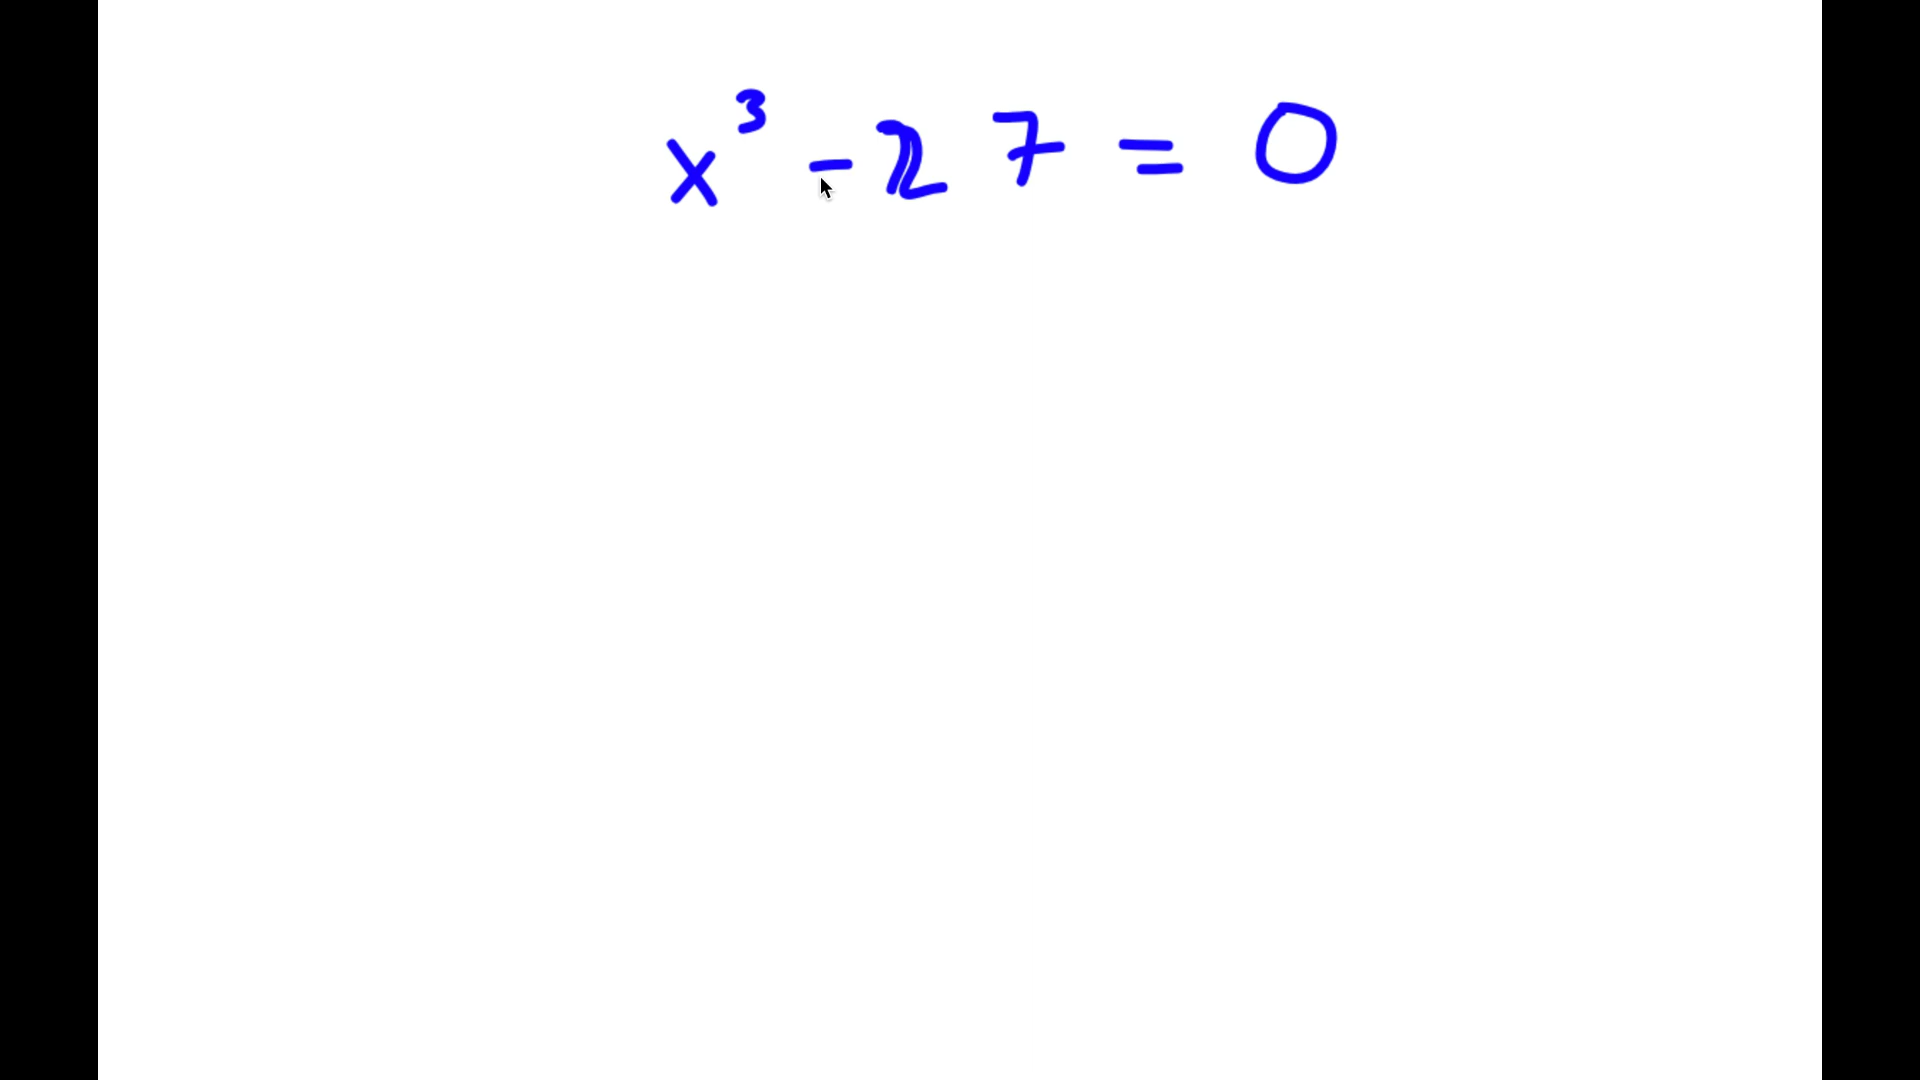 x³ - 27 = 0